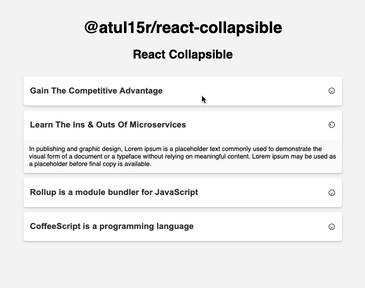 @atul15r/react-collapsible
React Collapsible
Gain The Competitive Advantage
Learn The Ins & Outs Of Microservices
In publishing and graphic design, Lorem ipsum is a placeholder text commonly used to demonstrate the
visual form of a document or a typeface without relying on meaningful content. Lorem ipsum may be used as
a placeholder before final copy is available.
Rollup is a module bundler for JavaScript
CoffeeScript is a programming language